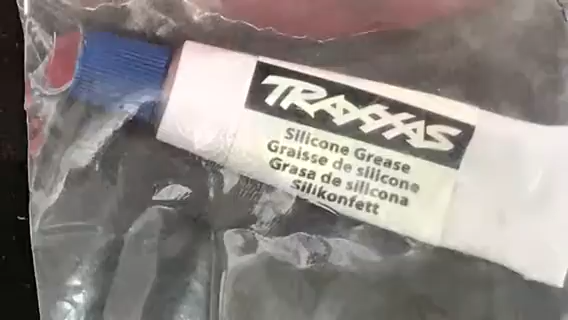 TRAXXAS
Silicone Grease
Graisse de silicone
Grasa de silicona
Silikonfett